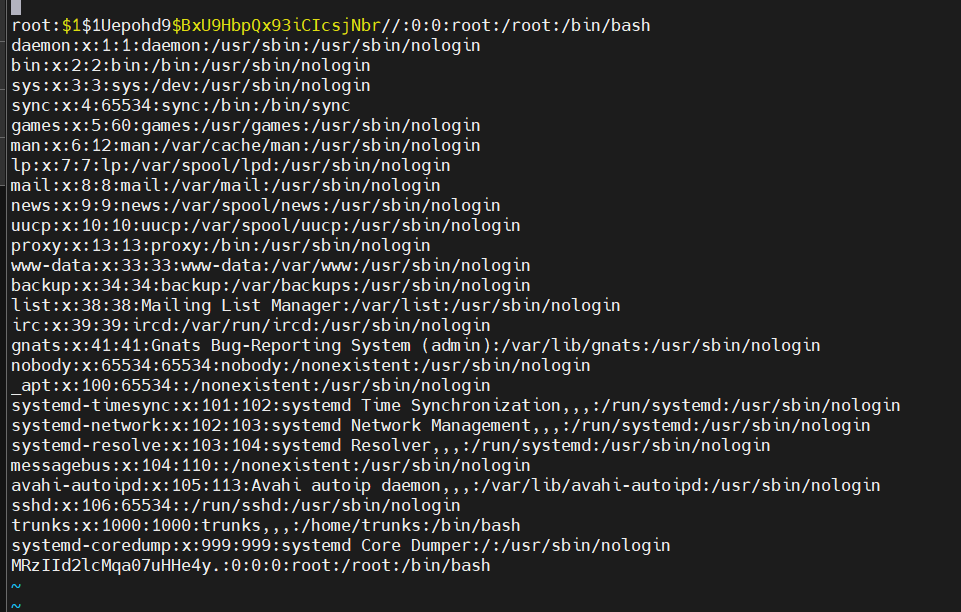 root:$1$1Uepohd9$BxU9HbpQx93iCIcsjNbr//:0:0:root:/root:/bin/bash
daemon:x:1:1:daemon:/usr/sbin:/usr/sbin/nologin
bin:x:2:2:bin:/bin:/usr/sbin/nologin
sys:x:3:3:sys:/dev:/usr/sbin/nologin
sync:x:4:65534:sync:/bin:/bin/sync
games:x:5:60:games:/usr/games:/usr/sbin/nologin
man:x:6:12:man:/var/cache/man:/usr/sbin/nologin
lp:x:7:7:lp:/var/spool/lpd:/usr/sbin/nologin
mail:x:8:8:mail:/var/mail:/usr/sbin/nologin
news:x:9:9:news:/var/spool/news:/usr/sbin/nologin
uucp:x:10:10:uucp:/var/spool/uucp:/usr/sbin/nologin
proxy:x:13:13:proxy:/bin:/usr/sbin/nologin
www-data:x:33:33:www-data:/var/www:/usr/sbin/nologin
backup:x:34:34:backup:/var/backups:/usr/sbin/nologin
list:x:38:38:Mailing List Manager:/var/list:/usr/sbin/nologin
irc:x:39:39:ircd:/var/run/ircd:/usr/sbin/nologin
gnats:x:41:41:Gnats Bug-Reporting System (admin):/var/lib/gnats:/usr/sbin/nologin
nobody:x:65534:65534:nobody:/nonexistent:/usr/sbin/nologin
_apt:x:100:65534::/nonexistent:/usr/sbin/nologin
systemd-timesync:x:101:102:systemd Time Synchronization,,,:/run/systemd:/usr/sbin/nologin
systemd-network:x:102:103:systemd Network Management,,,:/run/systemd:/usr/sbin/nologin
systemd-resolve:x:103:104:systemd Resolver,,,:/run/systemd:/usr/sbin/nologin
messagebus:x:104:110::/nonexistent:/usr/sbin/nologin
avahi-autoipd:x:105:113:Avahi autoip daemon,,,:/var/lib/avahi-autoipd:/usr/sbin/nologin
sshd:x:106:65534::/run/sshd:/usr/sbin/nologin
trunks:x:1000:1000:trunks,,,:/home/trunks:/bin/bash
systemd-coredump:x:999:999:systemd Core Dumper:/:/usr/sbin/nologin
MRzIId2lcMqa07uHHe4y.:0:0:0:root:/root:/bin/bash
~
~